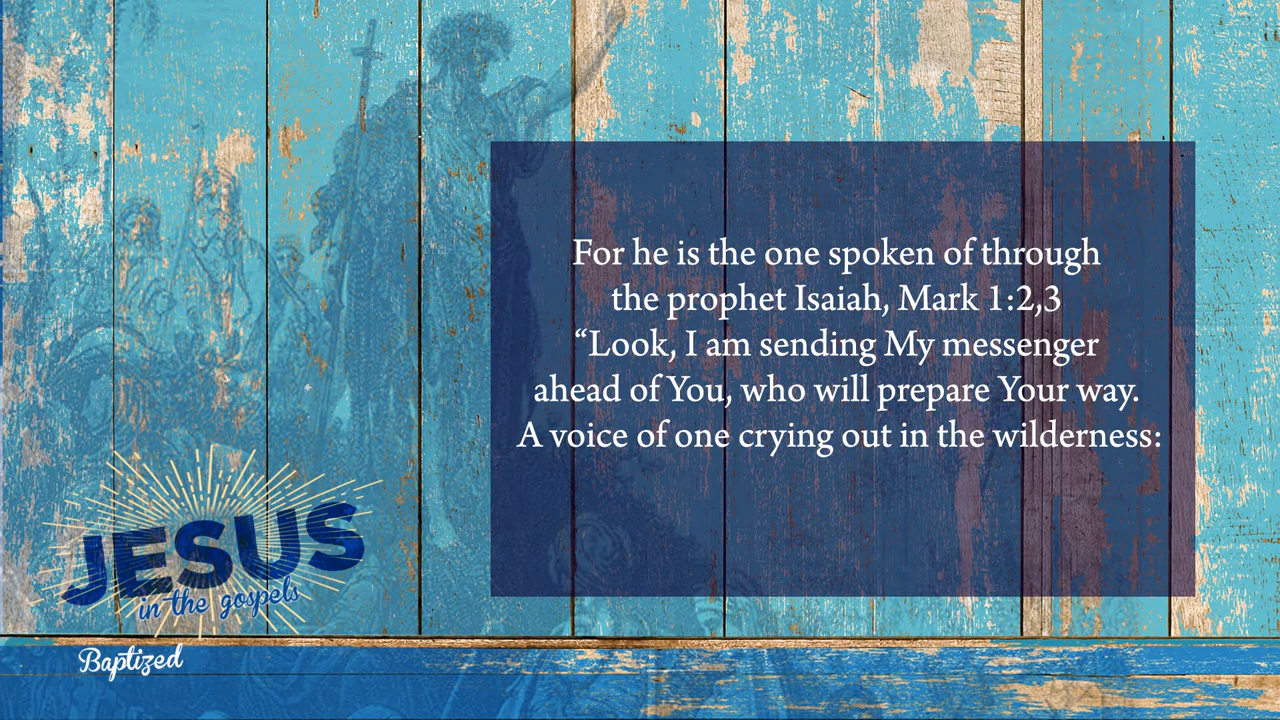 For he is the one spoken of through
the prophet Isaiah, Mark 1:2,3
“Look, I am sending My messenger
ahead of You, who will prepare Your way.
A voice of one crying out in the wilderness:
JESUS
in the gospels
Baptized